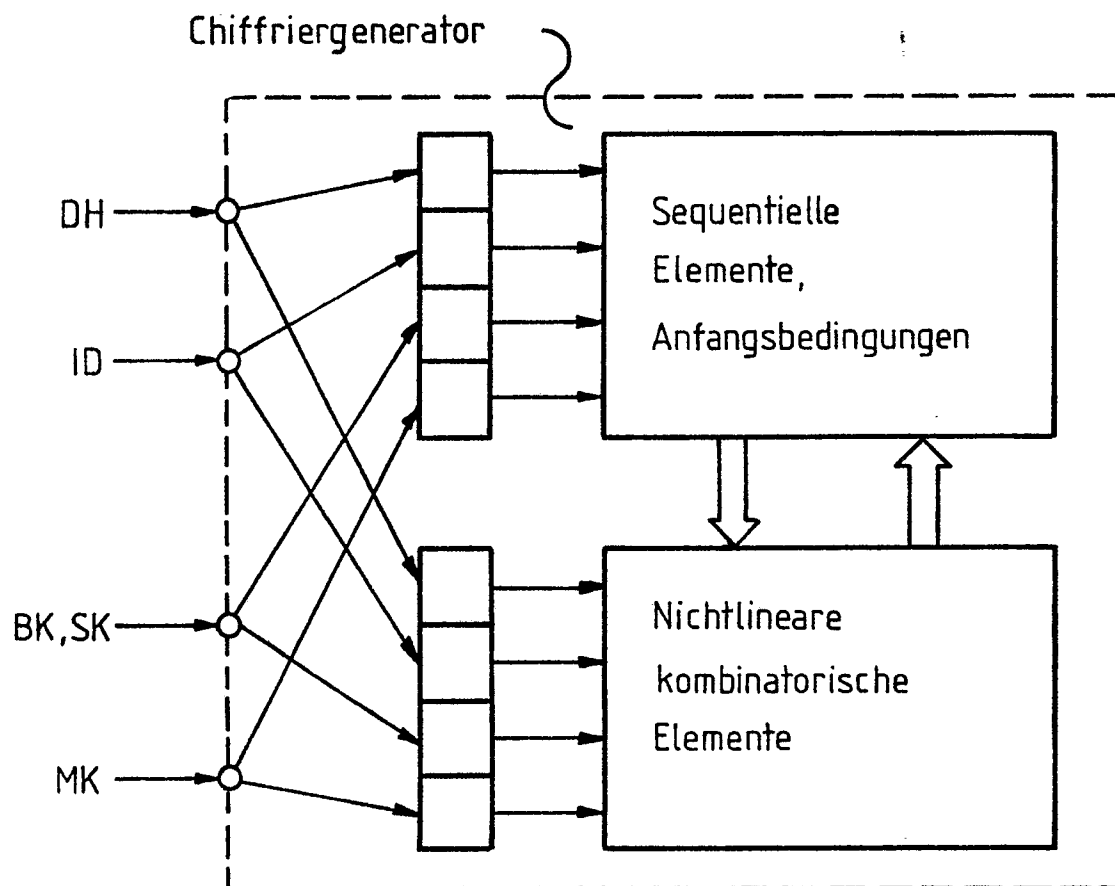 Chiffriergenerator
DH
ID
BK,SK
MK
Sequentielle
Elemente,
Anfangsbedingungen
Nichtlineare
kombinatorische
Elemente